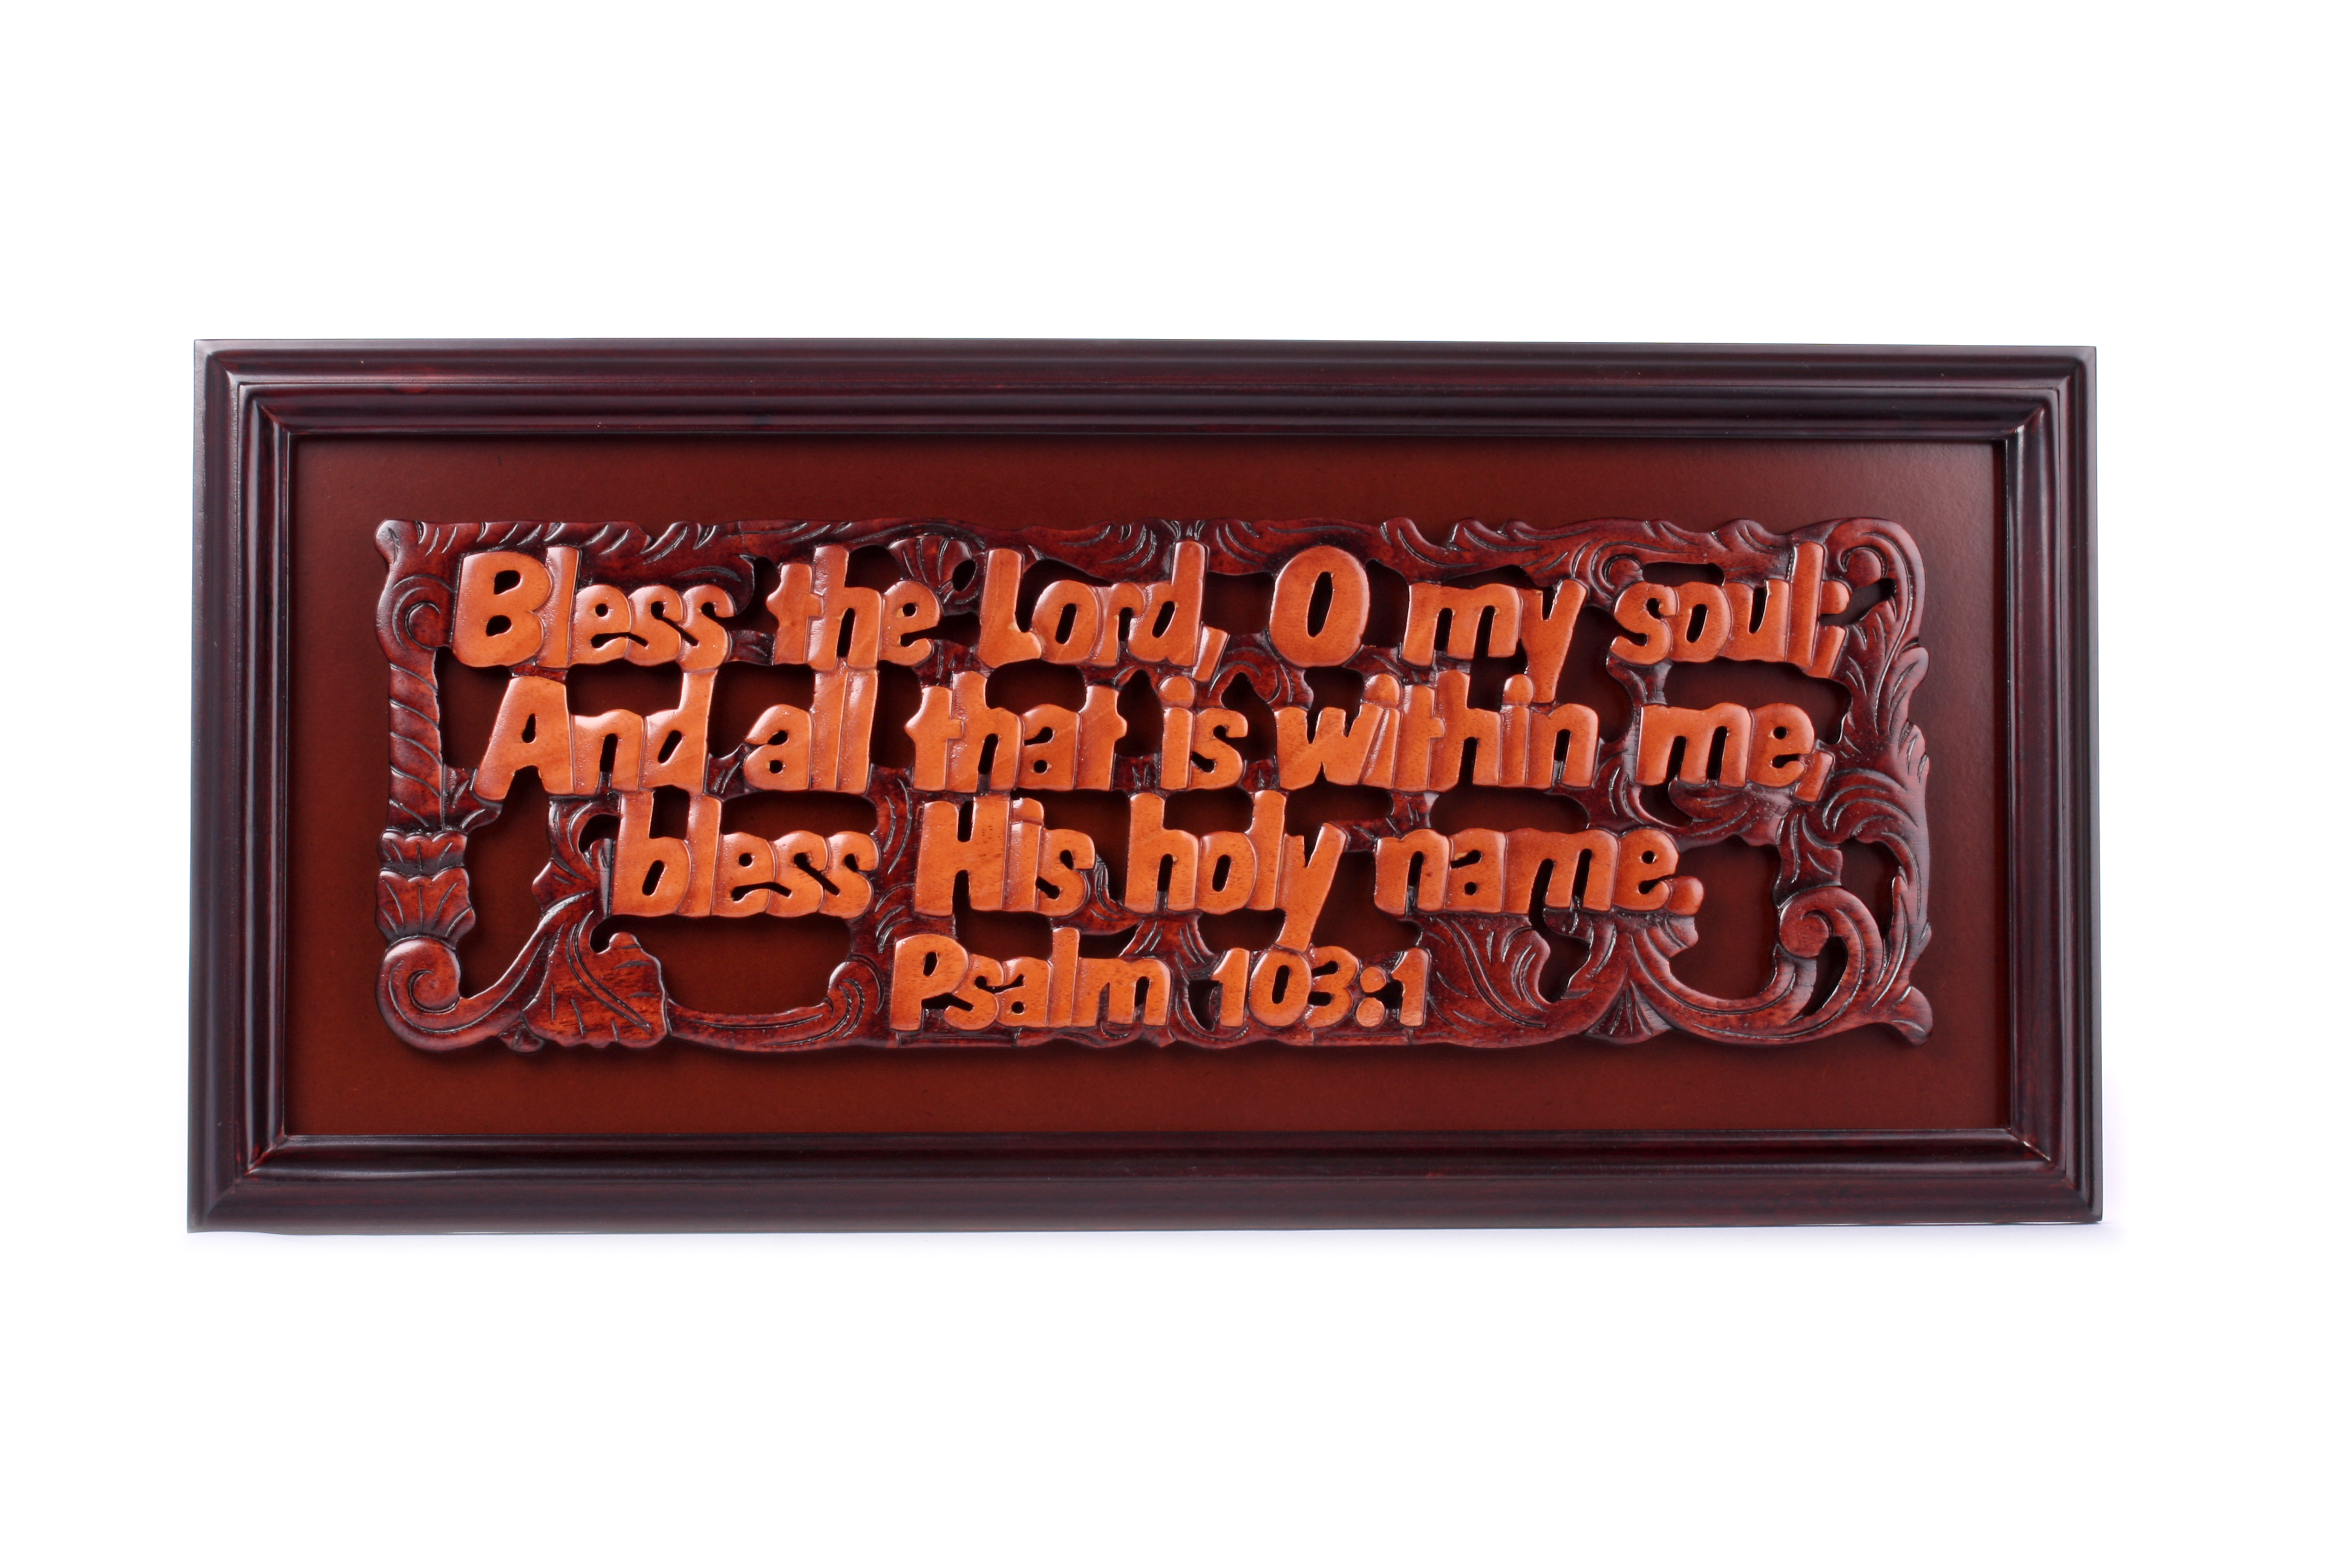 Bless the Lord, O my soul;
And all that is within me,
bless His holy name.
Psalm 103:1